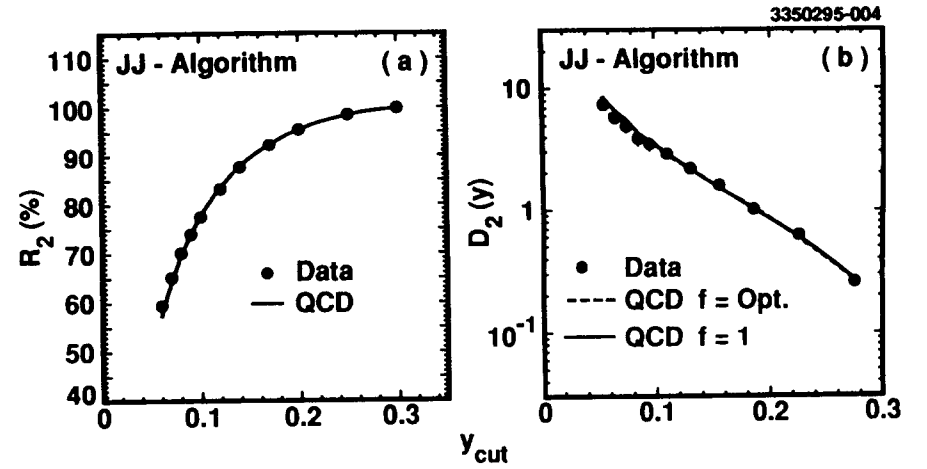 3350295-004
JJ - Algorithm (a)
R2 (%)
110
100
90
80
70
60
50
40
Data
QCD
0 0.1 0.2 0.3
JJ - Algorithm (b)
D2 (y)
10
1
10-1
Data
QCD f = Opt.
QCD f = 1
0 0.1 0.2 0.3
ycut